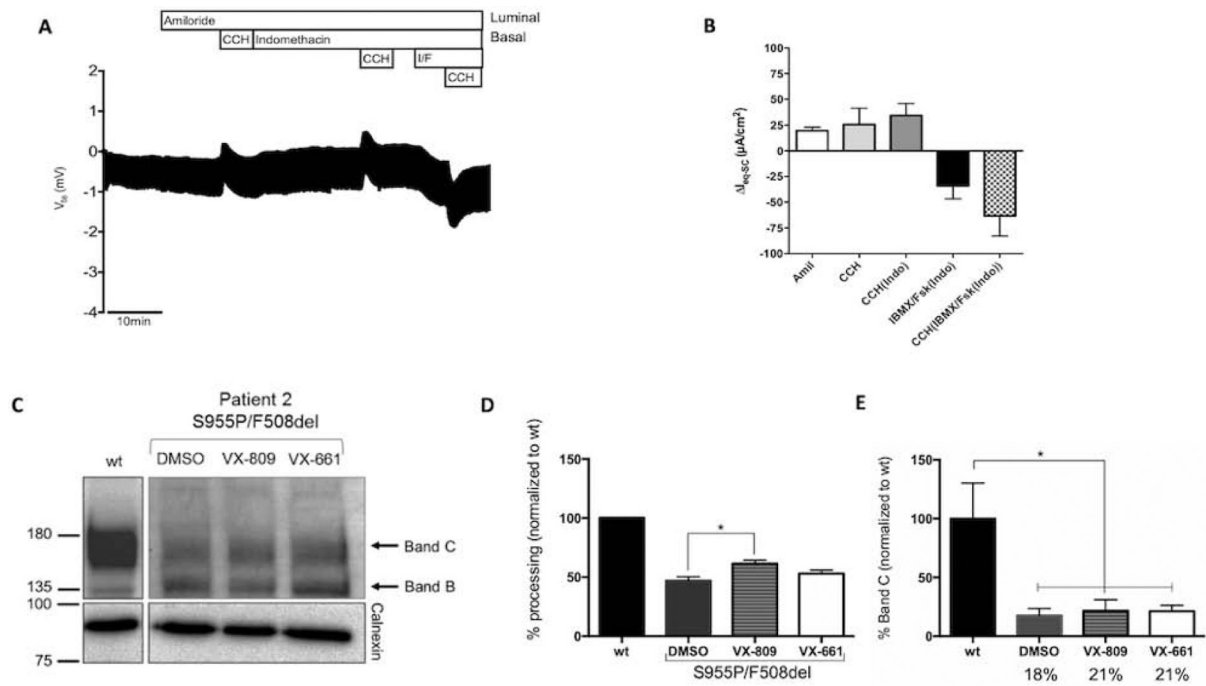 A
Amiloride
Luminal
CCH
Indomethacin
Basal
CCH
I/F
CCH
2
1
0
-1
-2
-3
-4
Vte (mV)
10min
B
100
75
50
25
0
-25
-50
-75
-100
ΔIeq-SC (µA/cm²)
Amil
CCH
CCH(Indo)
IBMX/Fsk(Indo)
CCH(IBMX/Fsk(Indo))
C
Patient 2
S955P/F508del
wt
DMSO
VX-809
VX-661
180
135
100
75
Band C
Band B
Calnexin
D
% processing (normalized to wt)
150
100
50
0
*
wt
DMSO
VX-809
VX-661
S955P/F508del
E
% Band C (normalized to wt)
150
100
50
0
*
wt
DMSO
VX-809
VX-661
18%
21%
21%